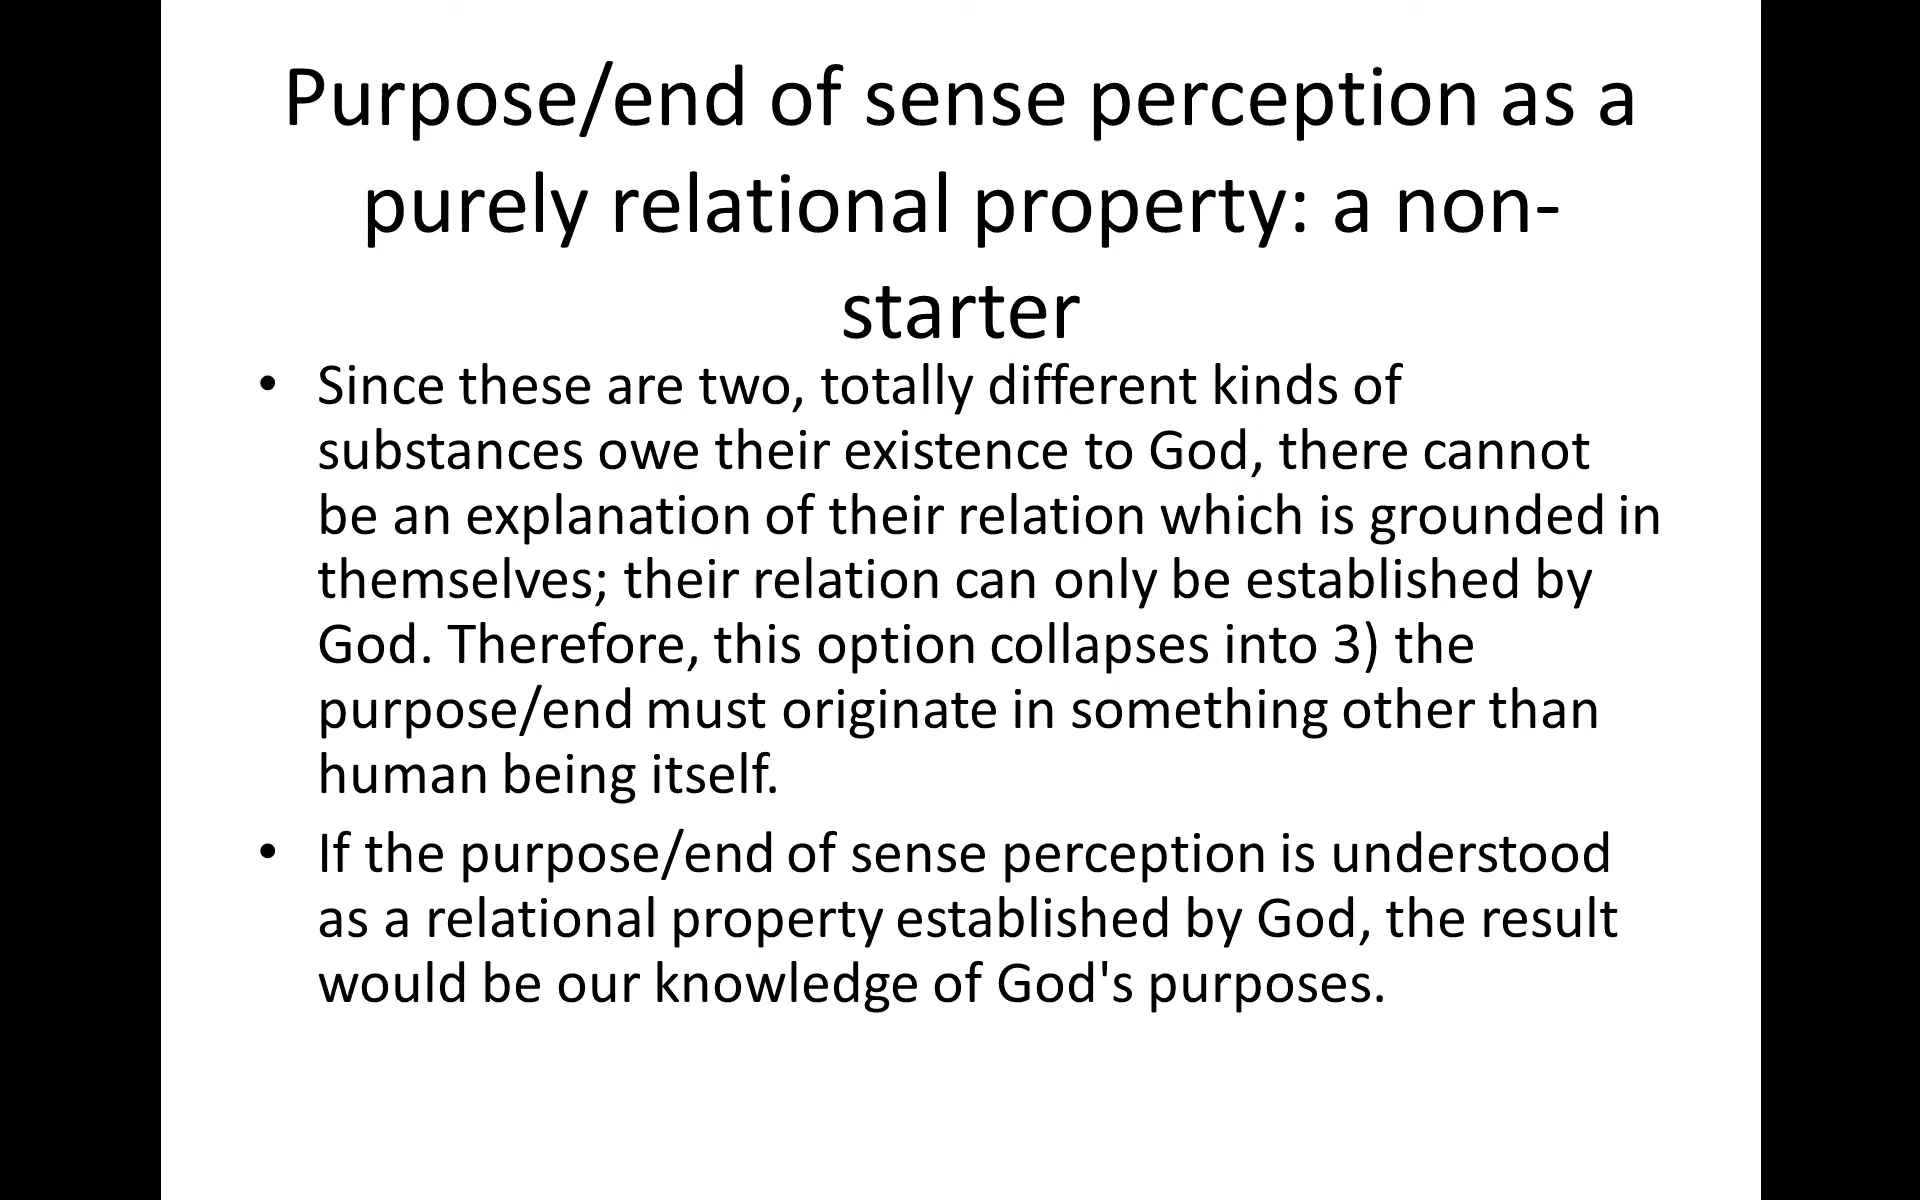 Purpose/end of sense perception as a
purely relational property: a non-
starter
• Since these are two, totally different kinds of
substances owe their existence to God, there cannot
be an explanation of their relation which is grounded in
themselves; their relation can only be established by
God. Therefore, this option collapses into 3) the
purpose/end must originate in something other than
human being itself.
• If the purpose/end of sense perception is understood
as a relational property established by God, the result
would be our knowledge of God's purposes.